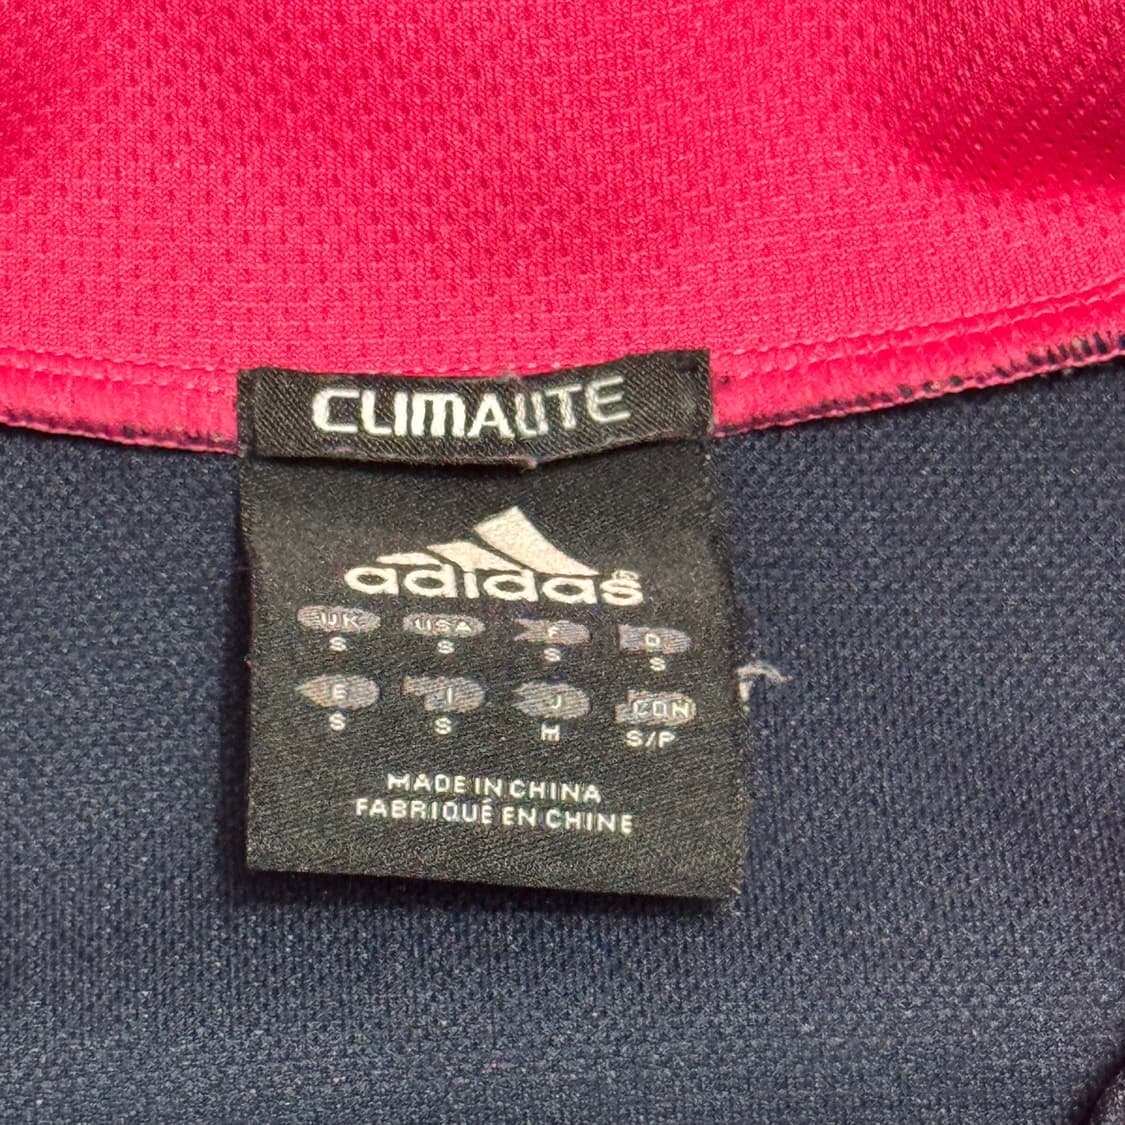 CLIMALITE
adidas®
UK USA F D
S S S S
E I J CDN
S S M S/P
MADE IN CHINA
FABRIQUÉ EN CHINE